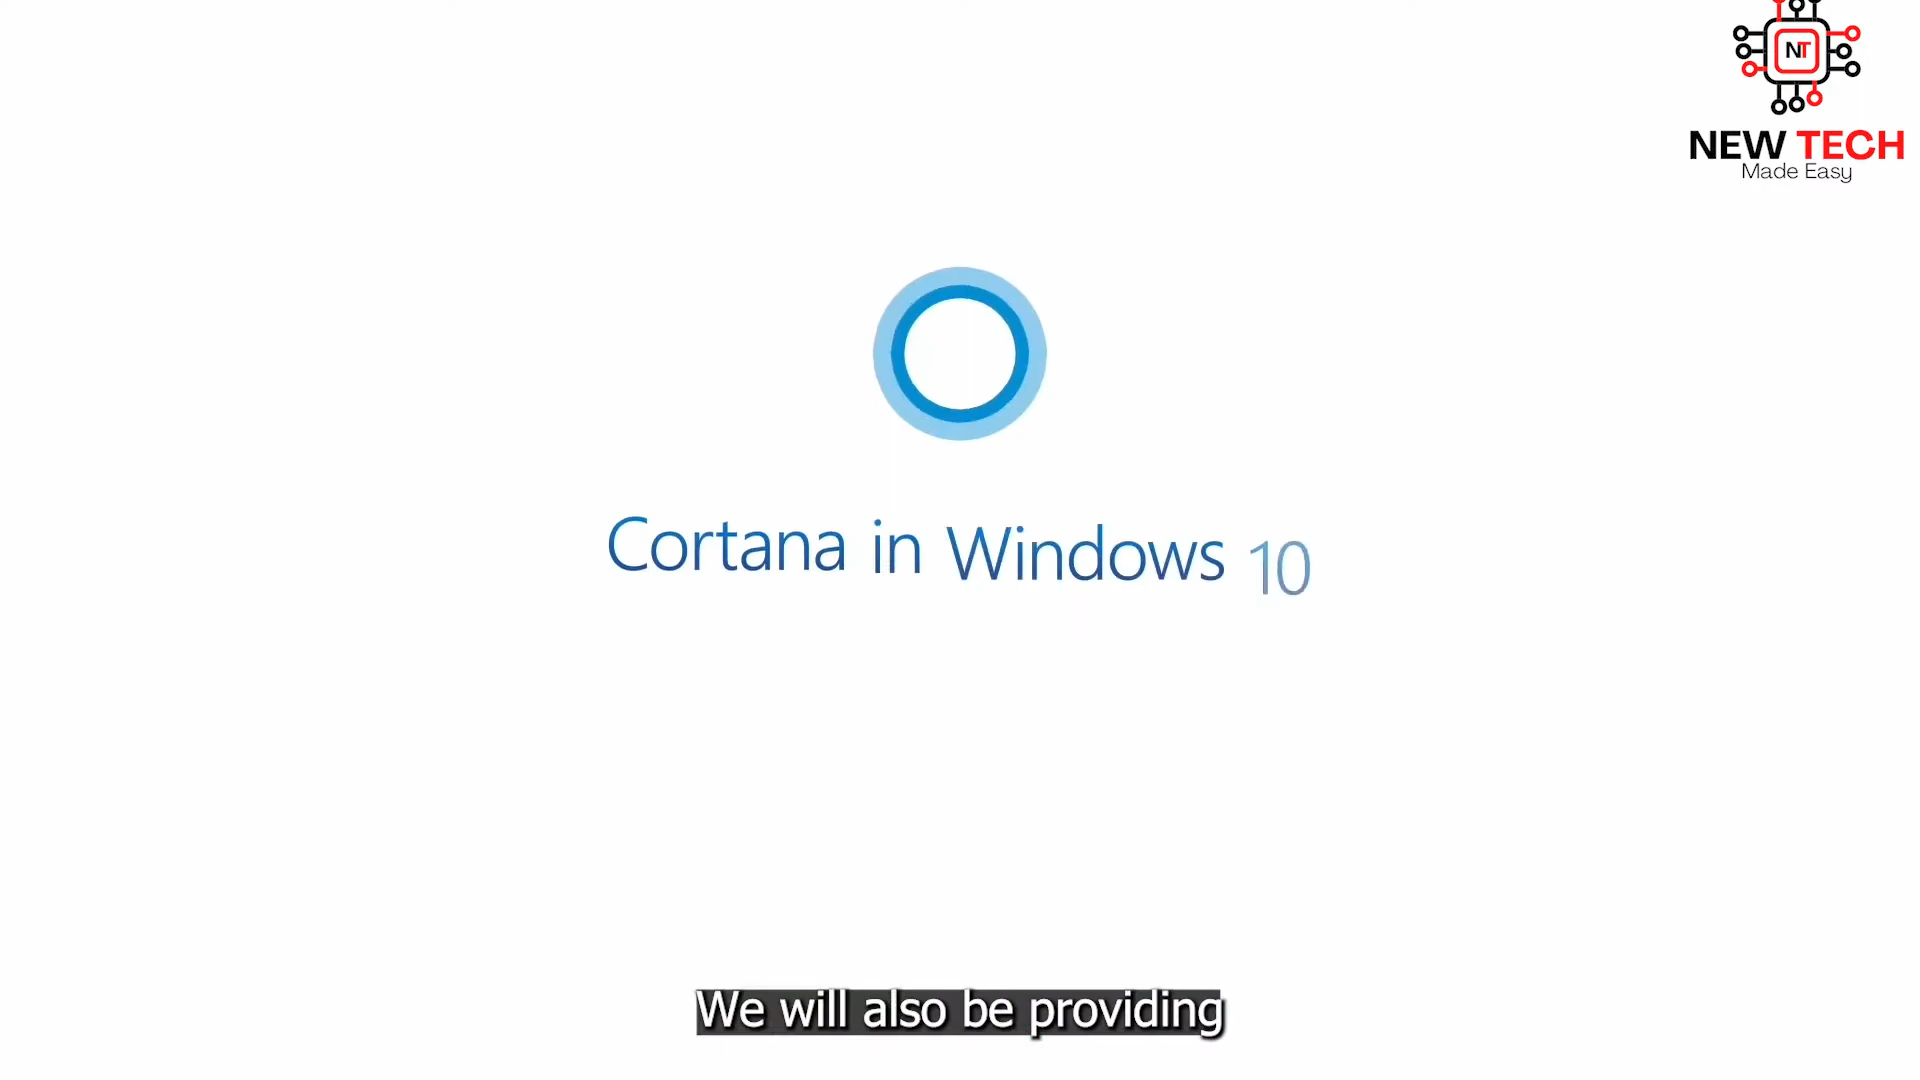 NT
NEW TECH
Made Easy
Cortana in Windows 10
We will also be providing